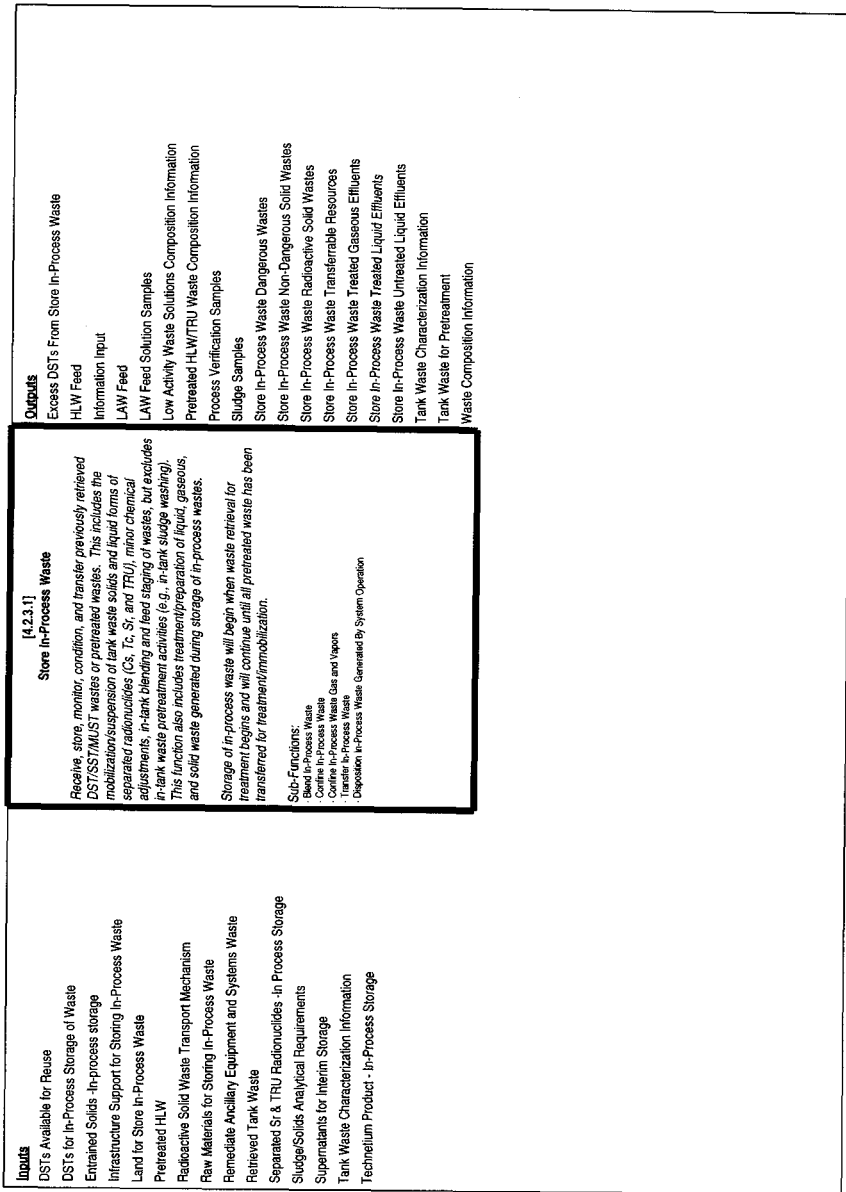 Inputs
DSTs Available for Reuse
DSTs for In-Process Storage of Waste
Entrained Solids -In-process storage
Infrastructure Support for Storing In-Process Waste
Land for Store In-Process Waste
Pretreated HLW
Radioactive Solid Waste Transport Mechanism
Raw Materials for Storing In-Process Waste
Remediate Ancillary Equipment and Systems Waste
Retrieved Tank Waste
Separated Sr & TRU Radionuclides -In Process Storage
Sludge/Solids Analytical Requirements
Supernatants for Interim Storage
Tank Waste Characterization Information
Technetium Product - In-Process Storage
[4.2.3.1]
Store In-Process Waste
Receive, store, monitor, condition, and transfer previously retrieved
DST/SST/MUST wastes or pretreated wastes. This includes the
mobilization/suspension of tank waste solids and liquid forms of
separated radionuclides (Cs, Tc, Sr, and TRU), minor chemical
adjustments, in-tank blending and feed staging of wastes, but excludes
in-tank waste pretreatment activities (e.g., in-tank sludge washing).
This function also includes treatment/preparation of liquid, gaseous,
and solid waste generated during storage of in-process wastes.
Storage of in-process waste will begin when waste retrieval for
treatment begins and will continue until all pretreated waste has been
transferred for treatment/immobilization.
Sub-Functions:
- Blend In-Process Waste
- Confine In-Process Waste
- Confine In-Process Waste Gas and Vapors
- Transfer In-Process Waste
- Disposition In-Process Waste Generated By System Operation
Outputs
Excess DSTs From Store In-Process Waste
HLW Feed
Information Input
LAW Feed
LAW Feed Solution Samples
Low Activity Waste Solutions Composition Information
Pretreated HLW/TRU Waste Composition Information
Process Verification Samples
Sludge Samples
Store In-Process Waste Dangerous Wastes
Store In-Process Waste Non-Dangerous Solid Wastes
Store In-Process Waste Radioactive Solid Wastes
Store In-Process Waste Transferrable Resources
Store In-Process Waste Treated Gaseous Effluents
Store In-Process Waste Treated Liquid Effluents
Store In-Process Waste Untreated Liquid Effluents
Tank Waste Characterization Information
Tank Waste for Pretreatment
Waste Composition Information